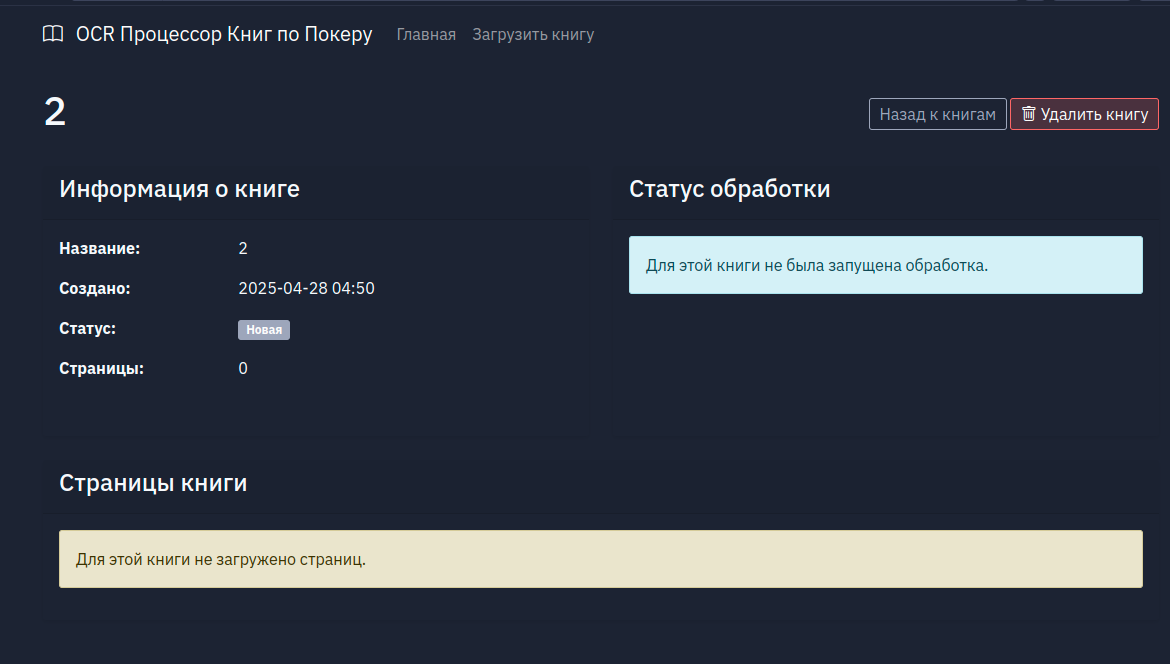 OCR Процессор Книг по Покеру Главная Загрузить книгу
2
Назад к книгам Удалить книгу
Информация о книге
Название: 2
Создано: 2025-04-28 04:50
Статус: Новая
Страницы: 0
Статус обработки
Для этой книги не была запущена обработка.
Страницы книги
Для этой книги не загружено страниц.